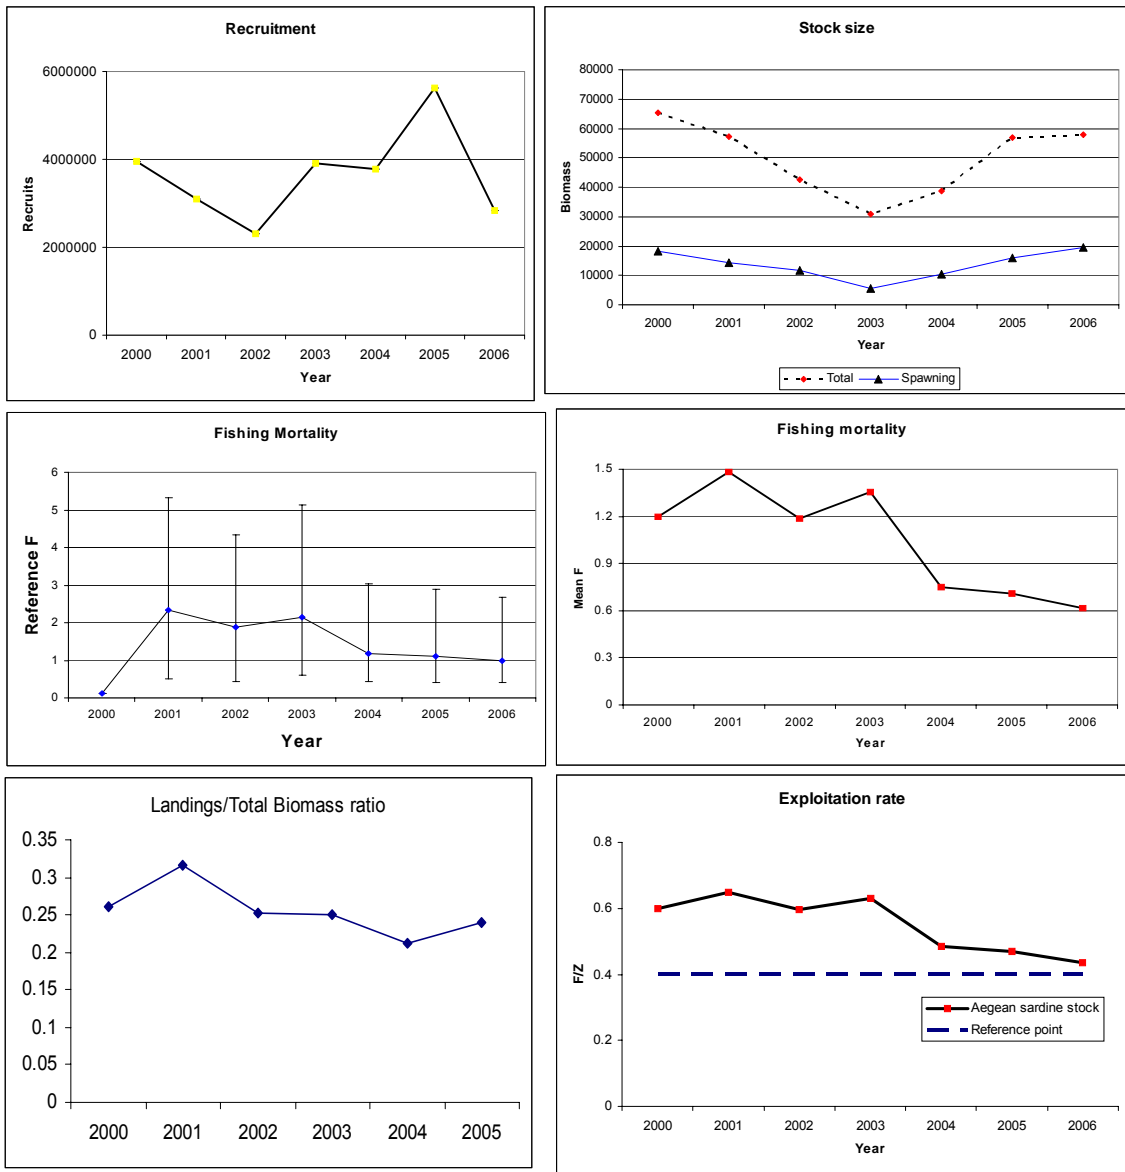 Recruitment
6000000
4000000
2000000
0
Recruits
2000 2001 2002 2003 2004 2005 2006
Year
Stock size
80000
70000
60000
50000
40000
30000
20000
10000
0
Biomass
2000 2001 2002 2003 2004 2005 2006
Year
Total Spawning
Fishing Mortality
6
5
4
3
2
1
0
Reference F
2000 2001 2002 2003 2004 2005 2006
Year
Fishing mortality
1.5
1.2
0.9
0.6
0.3
0
Mean F
2000 2001 2002 2003 2004 2005 2006
Year
Landings/Total Biomass ratio
0.35
0.3
0.25
0.2
0.15
0.1
0.05
0
2000 2001 2002 2003 2004 2005
Exploitation rate
0.8
0.6
0.4
0.2
0
F/Z
Aegean sardine stock
Reference point
2000 2001 2002 2003 2004 2005 2006
Year